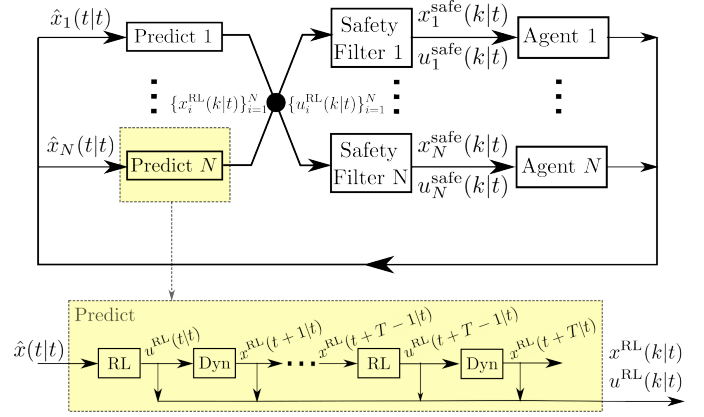 x̂₁(t|t)
Predict 1
Safety
Filter 1
x₁^safe(k|t)
u₁^safe(k|t)
Agent 1
{x_i^RL(k|t)}_{i=1}^N
{u_i^RL(k|t)}_{i=1}^N
x̂_N(t|t)
Predict N
Safety
Filter N
x_N^safe(k|t)
u_N^safe(k|t)
Agent N
Predict
x̂(t|t)
RL
u^RL(t|t)
Dyn
x^RL(t+1|t)
x^RL(t+T−1|t)
RL
u^RL(t+T−1|t)
Dyn
x^RL(t+T|t)
x^RL(k|t)
u^RL(k|t)